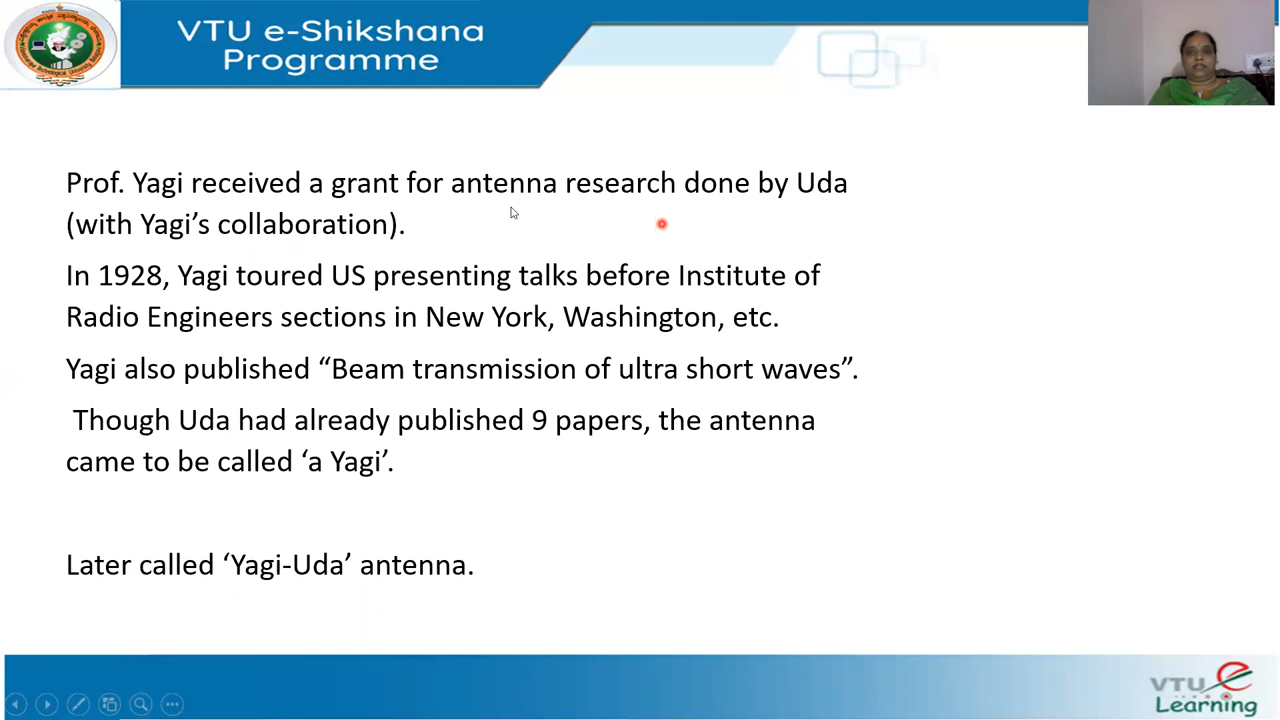 VTU e-Shikshana
Programme
Prof. Yagi received a grant for antenna research done by Uda
(with Yagi’s collaboration).
In 1928, Yagi toured US presenting talks before Institute of
Radio Engineers sections in New York, Washington, etc.
Yagi also published “Beam transmission of ultra short waves”.
Though Uda had already published 9 papers, the antenna
came to be called ‘a Yagi’.
Later called ‘Yagi-Uda’ antenna.
VTU e
Learning